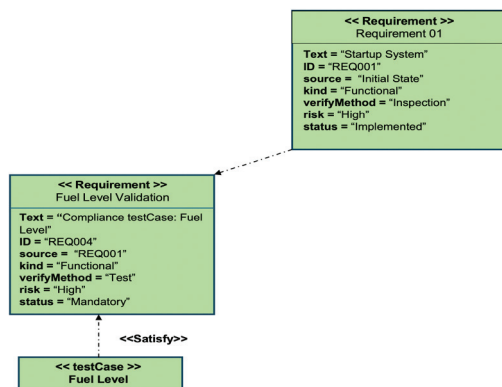 << Requirement >>
Requirement 01
Text = “Startup System”
ID = “REQ001”
source =  “Initial State”
kind = “Functional”
verifyMethod = “Inspection”
risk = “High”
status = “Implemented”
<< Requirement >>
Fuel Level Validation
Text = “Compliance testCase: Fuel
Level”
ID = “REQ004”
source =  “REQ001”
kind = “Functional”
verifyMethod = “Test”
risk = “High”
status = “Mandatory”
<<Satisfy>>
<< testCase >>
Fuel Level